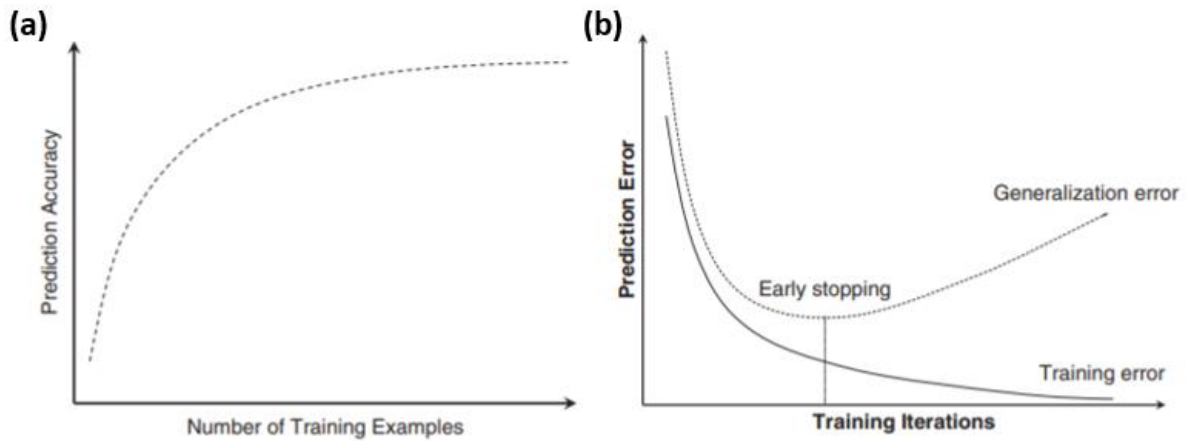 (a)
Prediction Accuracy
Number of Training Examples
(b)
Prediction Error
Generalization error
Early stopping
Training error
Training Iterations